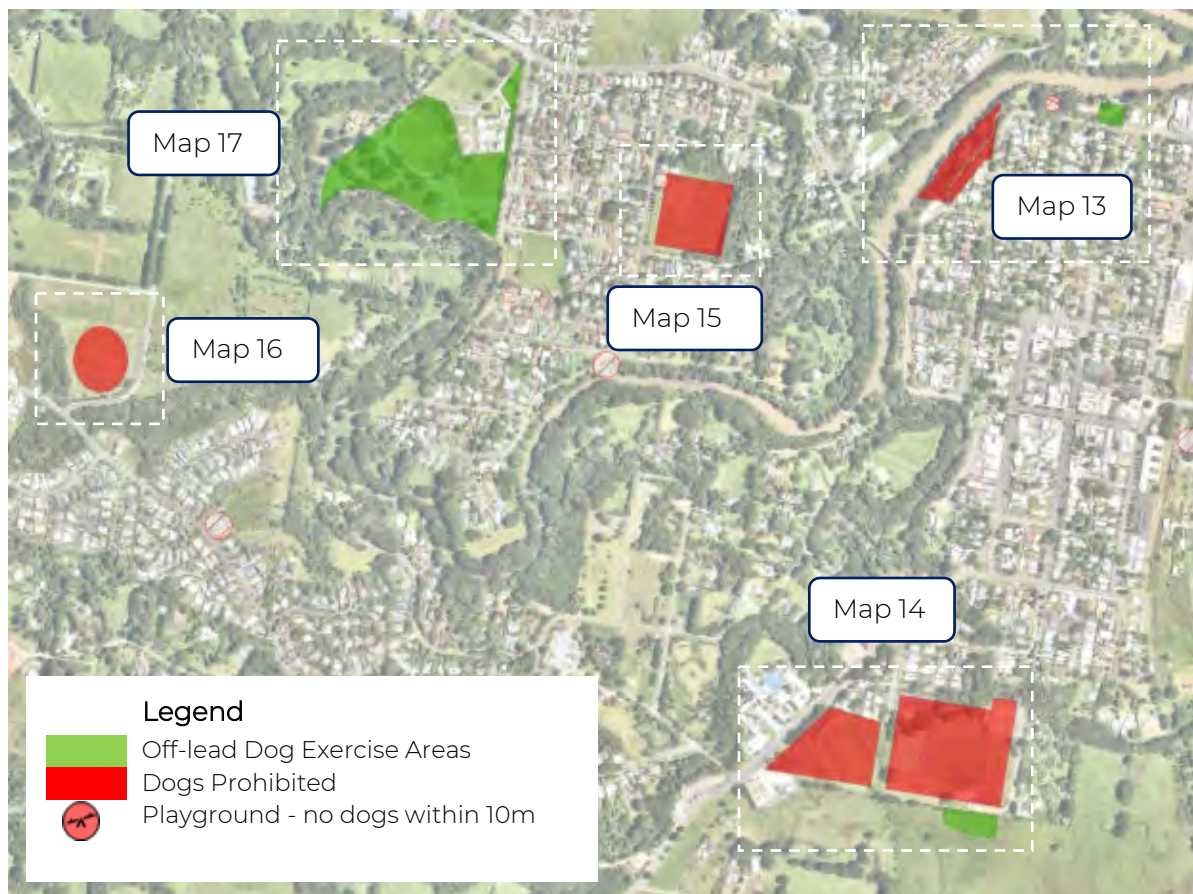 Map 17
Map 13
Map 15
Map 16
Map 14
Legend
Off-lead Dog Exercise Areas
Dogs Prohibited
Playground - no dogs within 10m